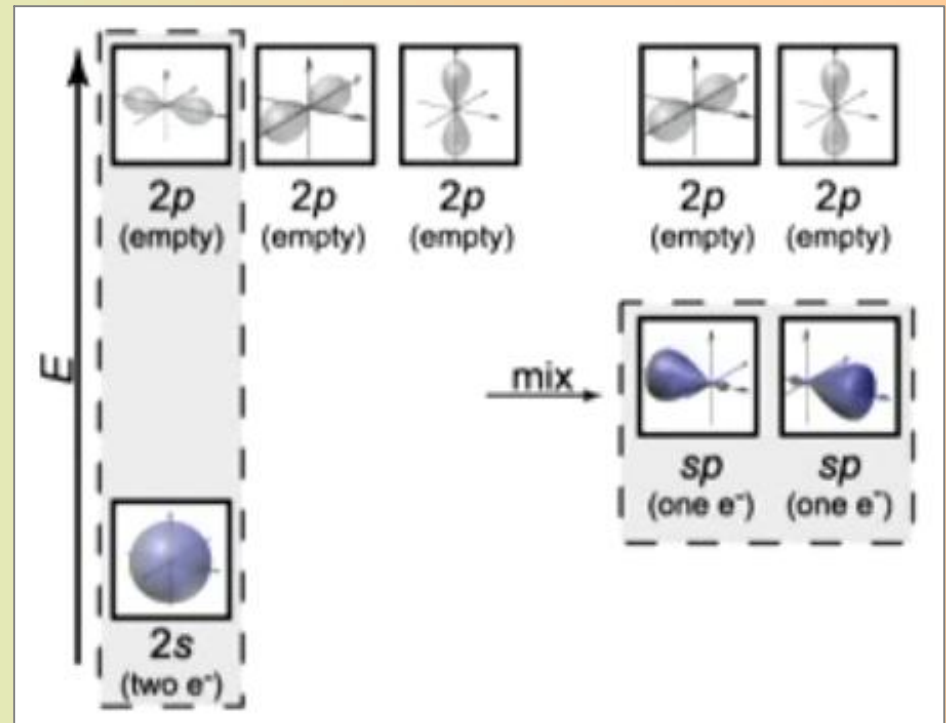 2p 2p 2p 2p 2p
(empty) (empty) (empty) (empty) (empty)
E
mix
sp sp
(one e⁻) (one e⁻)
2s
(two e⁻)